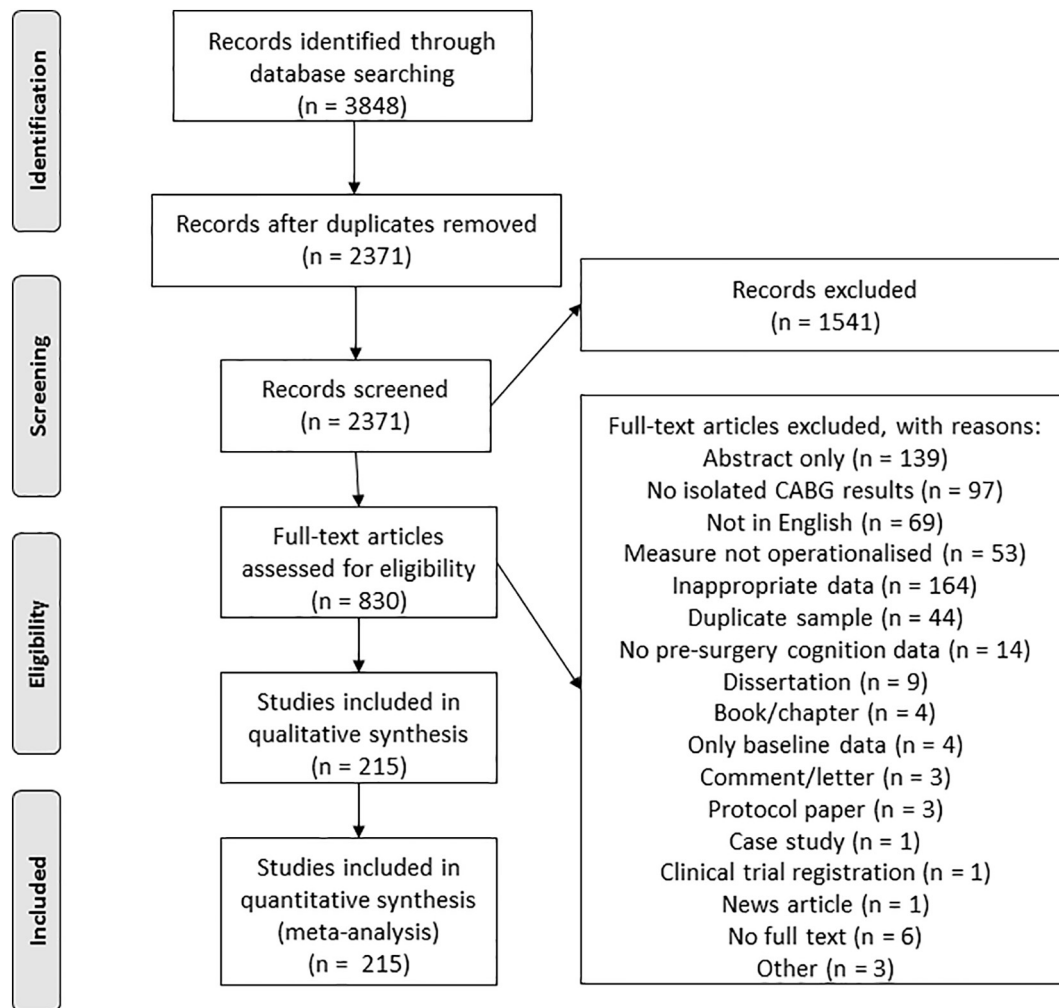 Identification
Records identified through
database searching
(n = 3848)
Records after duplicates removed
(n = 2371)
Screening
Records screened
(n = 2371)
Records excluded
(n = 1541)
Eligibility
Full-text articles
assessed for eligibility
(n = 830)
Full-text articles excluded, with reasons:
Abstract only (n = 139)
No isolated CABG results (n = 97)
Not in English (n = 69)
Measure not operationalised (n = 53)
Inappropriate data (n = 164)
Duplicate sample (n = 44)
No pre-surgery cognition data (n = 14)
Dissertation (n = 9)
Book/chapter (n = 4)
Only baseline data (n = 4)
Comment/letter (n = 3)
Protocol paper (n = 3)
Case study (n = 1)
Clinical trial registration (n = 1)
News article (n = 1)
No full text (n = 6)
Other (n = 3)
Studies included in
qualitative synthesis
(n = 215)
Included
Studies included in
quantitative synthesis
(meta-analysis)
(n =  215)